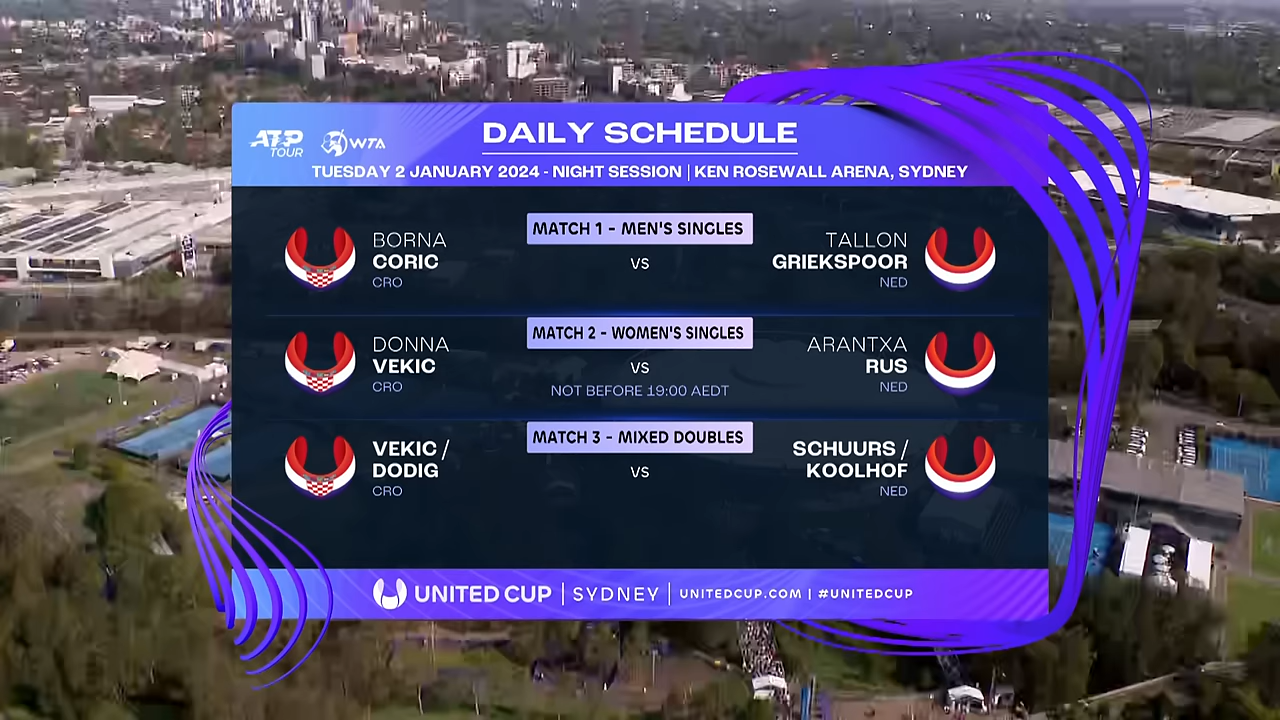 ATP
TOUR
WTA
DAILY SCHEDULE
TUESDAY 2 JANUARY 2024 - NIGHT SESSION | KEN ROSEWALL ARENA, SYDNEY
MATCH 1 - MEN'S SINGLES
BORNA
CORIC
CRO
VS
TALLON
GRIEKSPOOR
NED
MATCH 2 - WOMEN'S SINGLES
DONNA
VEKIC
CRO
VS
NOT BEFORE 19:00 AEDT
ARANTXA
RUS
NED
MATCH 3 - MIXED DOUBLES
VEKIC /
DODIG
CRO
VS
SCHUURS /
KOOLHOF
NED
UNITED CUP | SYDNEY | UNITEDCUP.COM | #UNITEDCUP